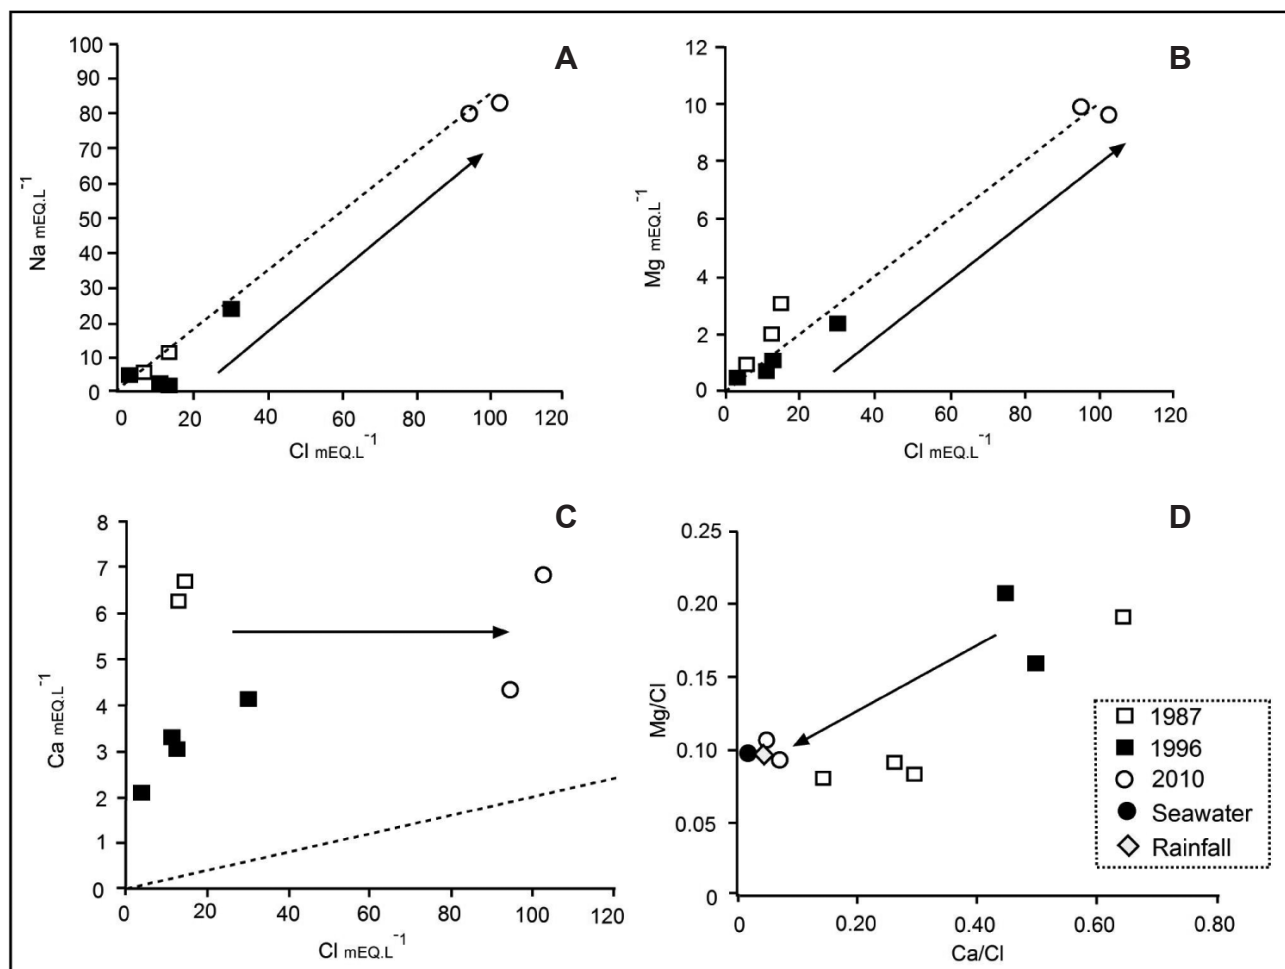 A
100
90
80
70
60
50
40
30
20
10
0
Na mEQ.L⁻¹
0 20 40 60 80 100 120
Cl mEQ.L⁻¹
B
12
10
8
6
4
2
0
Mg mEQ.L⁻¹
0 20 40 60 80 100 120
Cl mEQ.L⁻¹
C
8
7
6
5
4
3
2
1
0
Ca mEQ.L⁻¹
0 20 40 60 80 100 120
Cl mEQ.L⁻¹
D
0.25
0.20
0.15
0.10
0.05
0
Mg/Cl
0 0.20 0.40 0.60 0.80
Ca/Cl
1987
1996
2010
Seawater
Rainfall